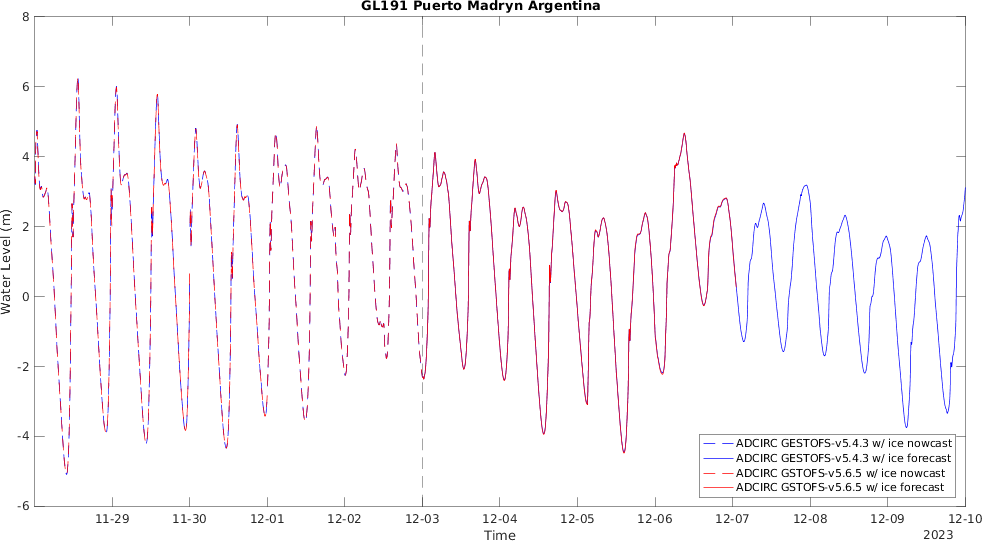 GL191 Puerto Madryn Argentina
8
6
4
2
0
-2
-4
-6
Water Level (m)
ADCIRC GESTOFS-v5.4.3 w/ ice nowcast
ADCIRC GESTOFS-v5.4.3 w/ ice forecast
ADCIRC GSTOFS-v5.6.5 w/ ice nowcast
ADCIRC GSTOFS-v5.6.5 w/ ice forecast
11-29 11-30 12-01 12-02 12-03 12-04 12-05 12-06 12-07 12-08 12-09 12-10
Time
2023